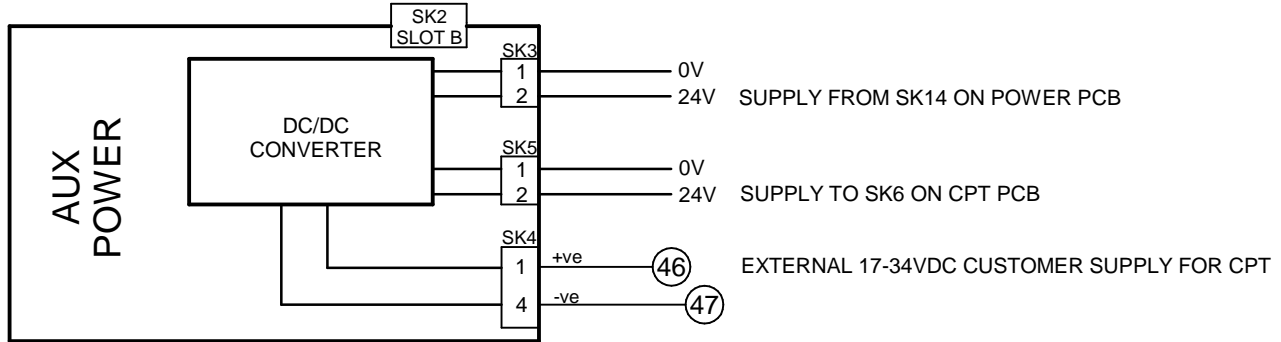 SK2
SLOT B
SK3
1
0V
2
24V SUPPLY FROM SK14 ON POWER PCB
DC/DC
CONVERTER
AUX
POWER
SK5
1
0V
2
24V SUPPLY TO SK6 ON CPT PCB
SK4
1
+ve
46
EXTERNAL 17-34VDC CUSTOMER SUPPLY FOR CPT
4
-ve
47